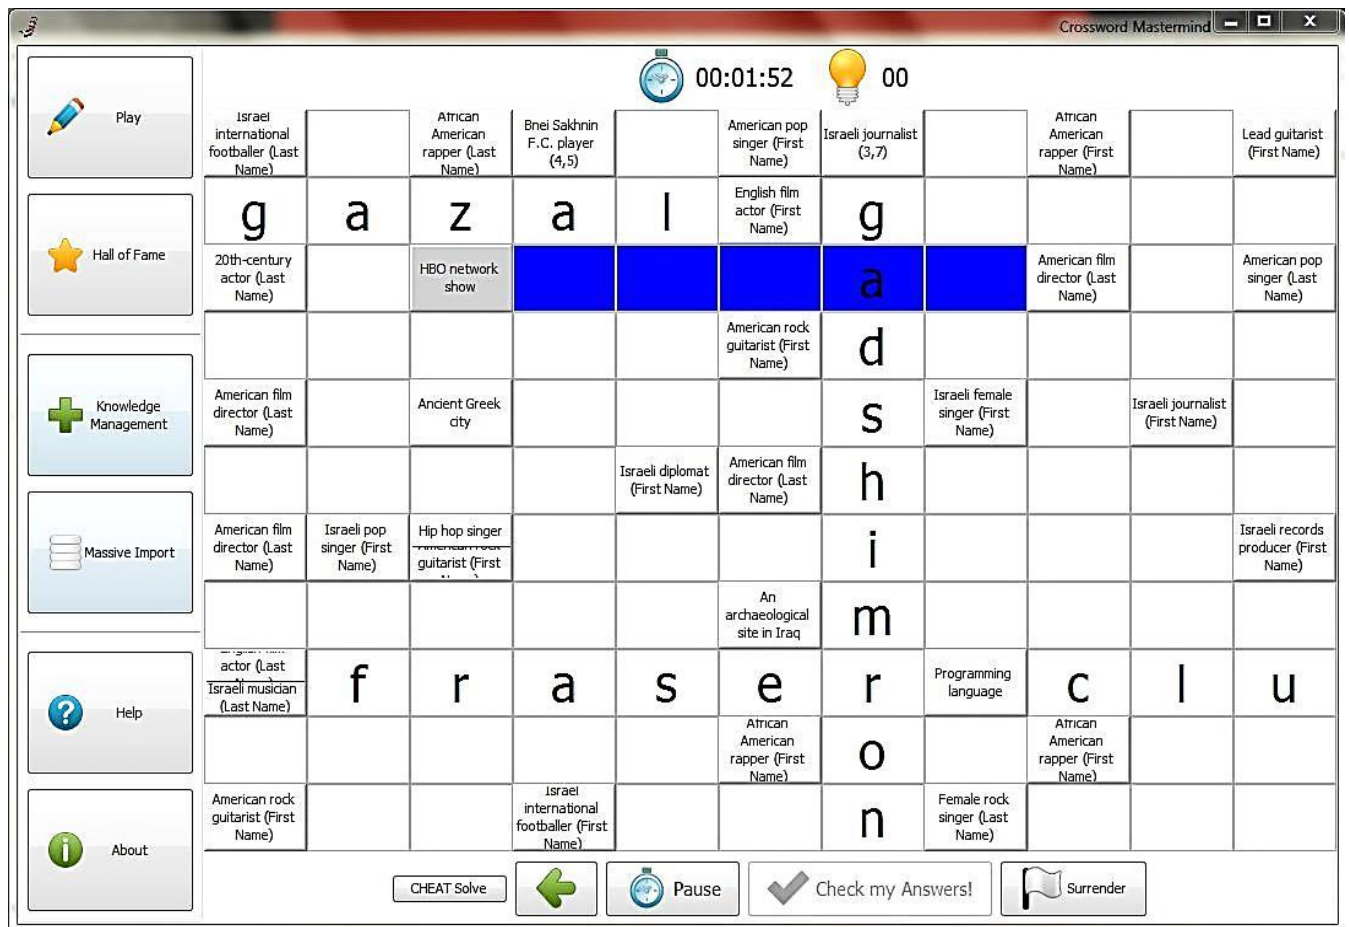 Crossword Mastermind
Play
Hall of Fame
Knowledge
Management
Massive Import
Help
About
00:01:52
00
Israel
international
footballer (Last
Name)
African
American
rapper (Last
Name)
Bnei Sakhnin
F.C. player
(4,5)
American pop
singer (First
Name)
Israeli journalist
(3,7)
African
American
rapper (First
Name)
Lead guitarist
(First Name)
g a z a l
English film
actor (First
Name)
g
20th-century
actor (Last
Name)
HBO network
show
a
American film
director (Last
Name)
American pop
singer (Last
Name)
American rock
guitarist (First
Name)
d
American film
director (Last
Name)
Ancient Greek
city
s
Israeli female
singer (First
Name)
Israeli journalist
(First Name)
Israeli diplomat
(First Name)
American film
director (Last
Name)
h
American film
director (Last
Name)
Israeli pop
singer (First
Name)
Hip hop singer
American rock
guitarist (First
i
Israeli records
producer (First
Name)
An
archaeological
site in Iraq
m
actor (Last
Israeli musician
(Last Name)
f r a s e r
Programming
language
c l u
African
American
rapper (First
Name)
o
African
American
rapper (First
Name)
American rock
guitarist (First
Name)
Israel
international
footballer (First
Name)
n
Female rock
singer (Last
Name)
CHEAT Solve
Pause
Check my Answers!
Surrender